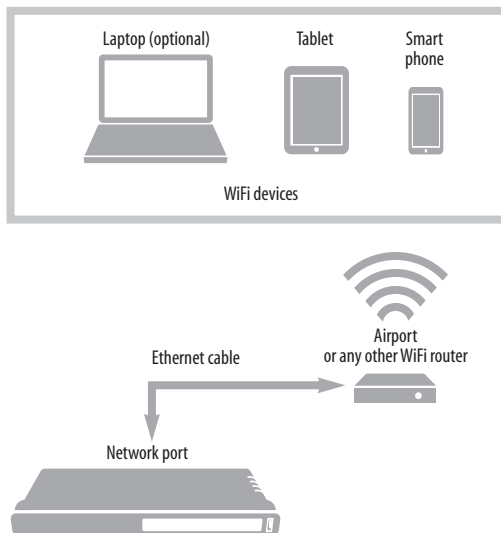 Laptop (optional)
Tablet
Smart
phone
WiFi devices
Airport
or any other WiFi router
Ethernet cable
Network port